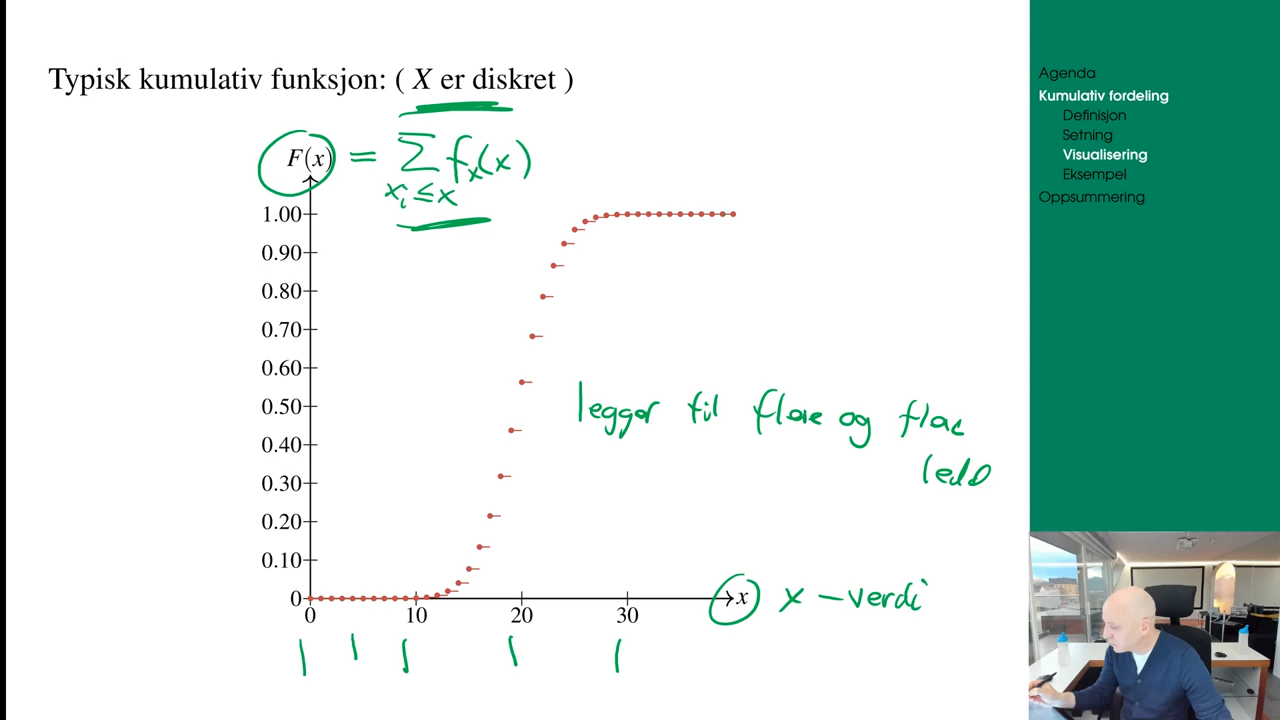 Typisk kumulativ funksjon: ( X er diskret )
F(x) = ∑ fₓ(x)
xᵢ ≤ x
1.00
0.90
0.80
0.70
0.60
0.50
0.40
0.30
0.20
0.10
0
0 10 20 30
x
x – verdi
legger til flere og flere
ledd
Agenda
Kumulativ fordeling
Definisjon
Setning
Visualisering
Eksempel
Oppsummering